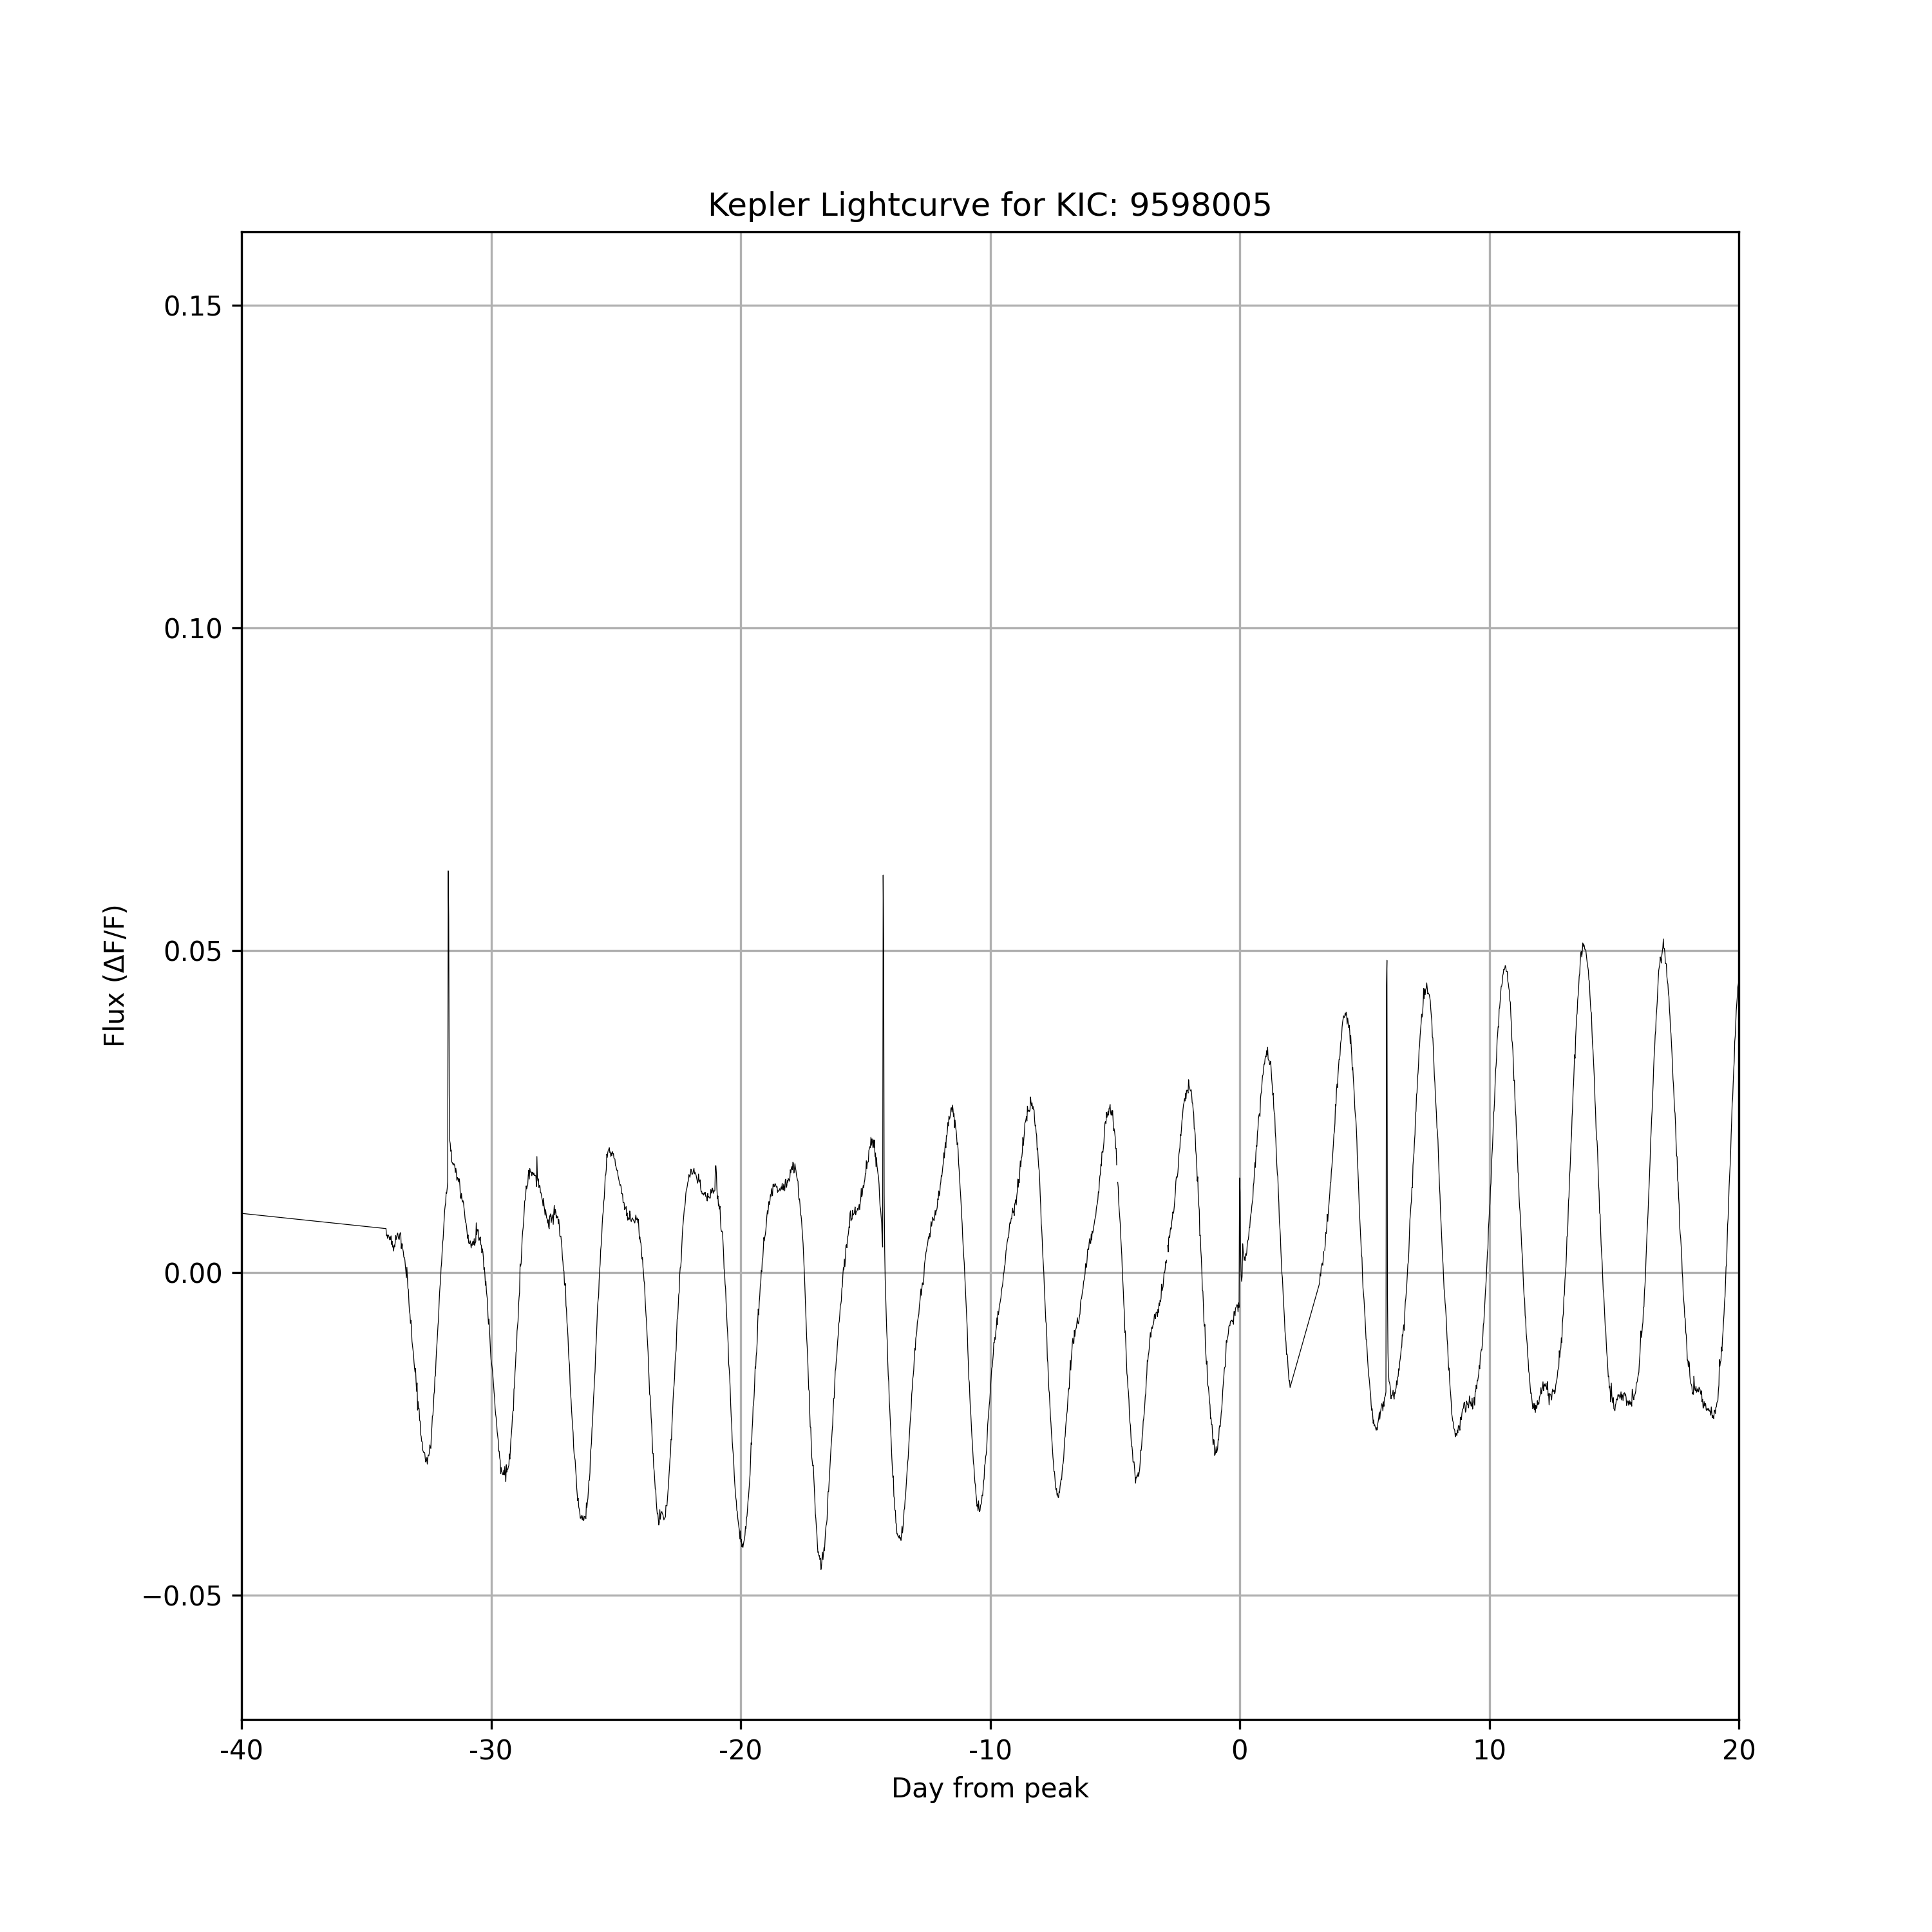 Kepler Lightcurve for KIC: 9598005
0.15
0.10
0.05
0.00
−0.05
Flux (ΔF/F)
-40 -30 -20 -10 0 10 20
Day from peak